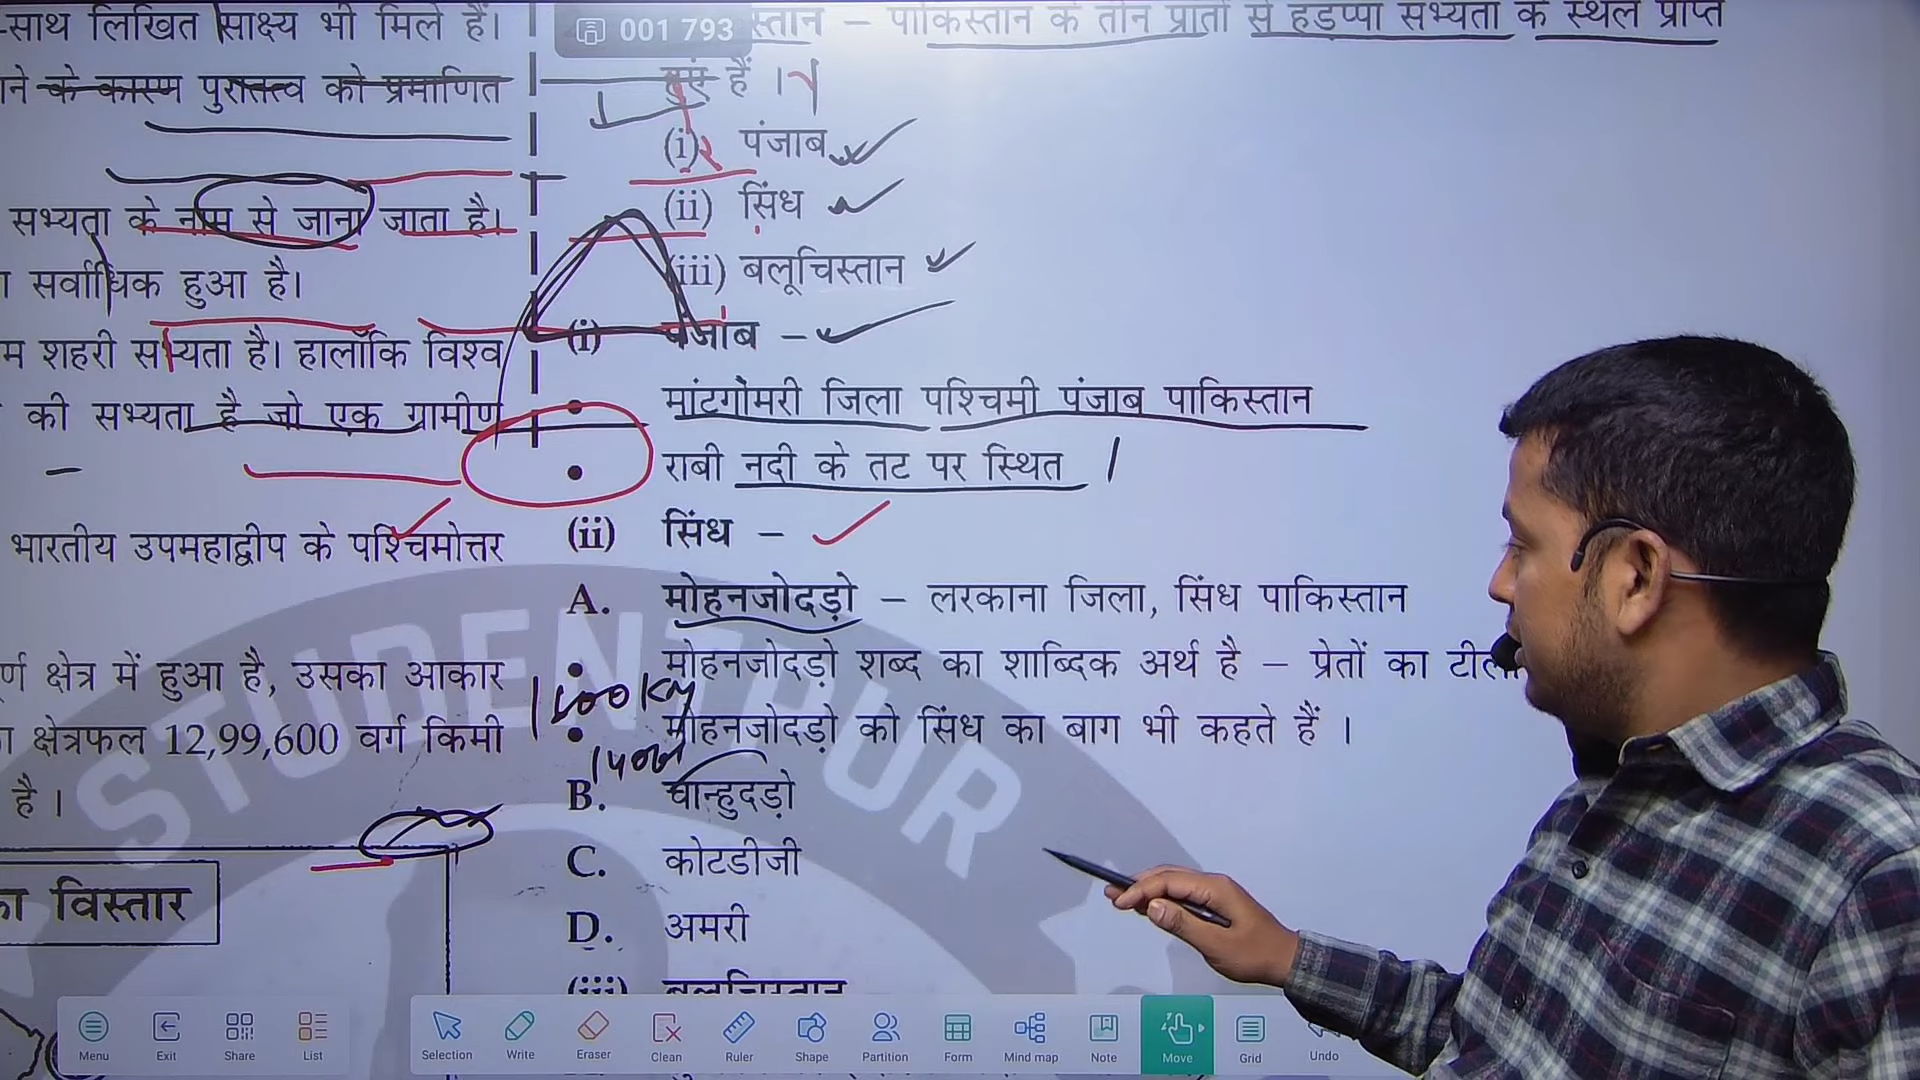 -साथ लिखित साक्ष्य भी मिले हैं।
के कारण पुरातत्व को प्रमाणित
सभ्यता के नाम से जाना जाता है।
सर्वाधिक हुआ है।
म शहरी सभ्यता है। हालाँकि विश्व
की सभ्यता है जो एक ग्रामीण
भारतीय उपमहाद्वीप के पश्चिमोत्तर
र्ण क्षेत्र में हुआ है, उसका आकार
क्षेत्रफल 12,99,600 वर्ग किमी
है ।
का विस्तार
001 793
स्तान – पाकिस्तान के तीन प्रांतों से हड़प्पा सभ्यता के स्थल प्राप्त
हुएं हैं ।
(i) पंजाब
(ii) सिंध
(iii) बलूचिस्तान
(i) पंजाब –
• मांटगोमरी जिला पश्चिमी पंजाब पाकिस्तान
• राबी नदी के तट पर स्थित
(ii) सिंध –
A. मोहनजोदड़ो – लरकाना जिला, सिंध पाकिस्तान
• मोहनजोदड़ो शब्द का शाब्दिक अर्थ है – प्रेतों का टीला
• मोहनजोदड़ो को सिंध का बाग भी कहते हैं ।
B. चान्हुदड़ो
C. कोटडीजी
D. अमरी
(iii) बलूचिस्तान
STUDENTPUR
Menu Exit Share List Selection Write Eraser Clean Ruler Shape Partition Form Mind map Note Move Grid Undo